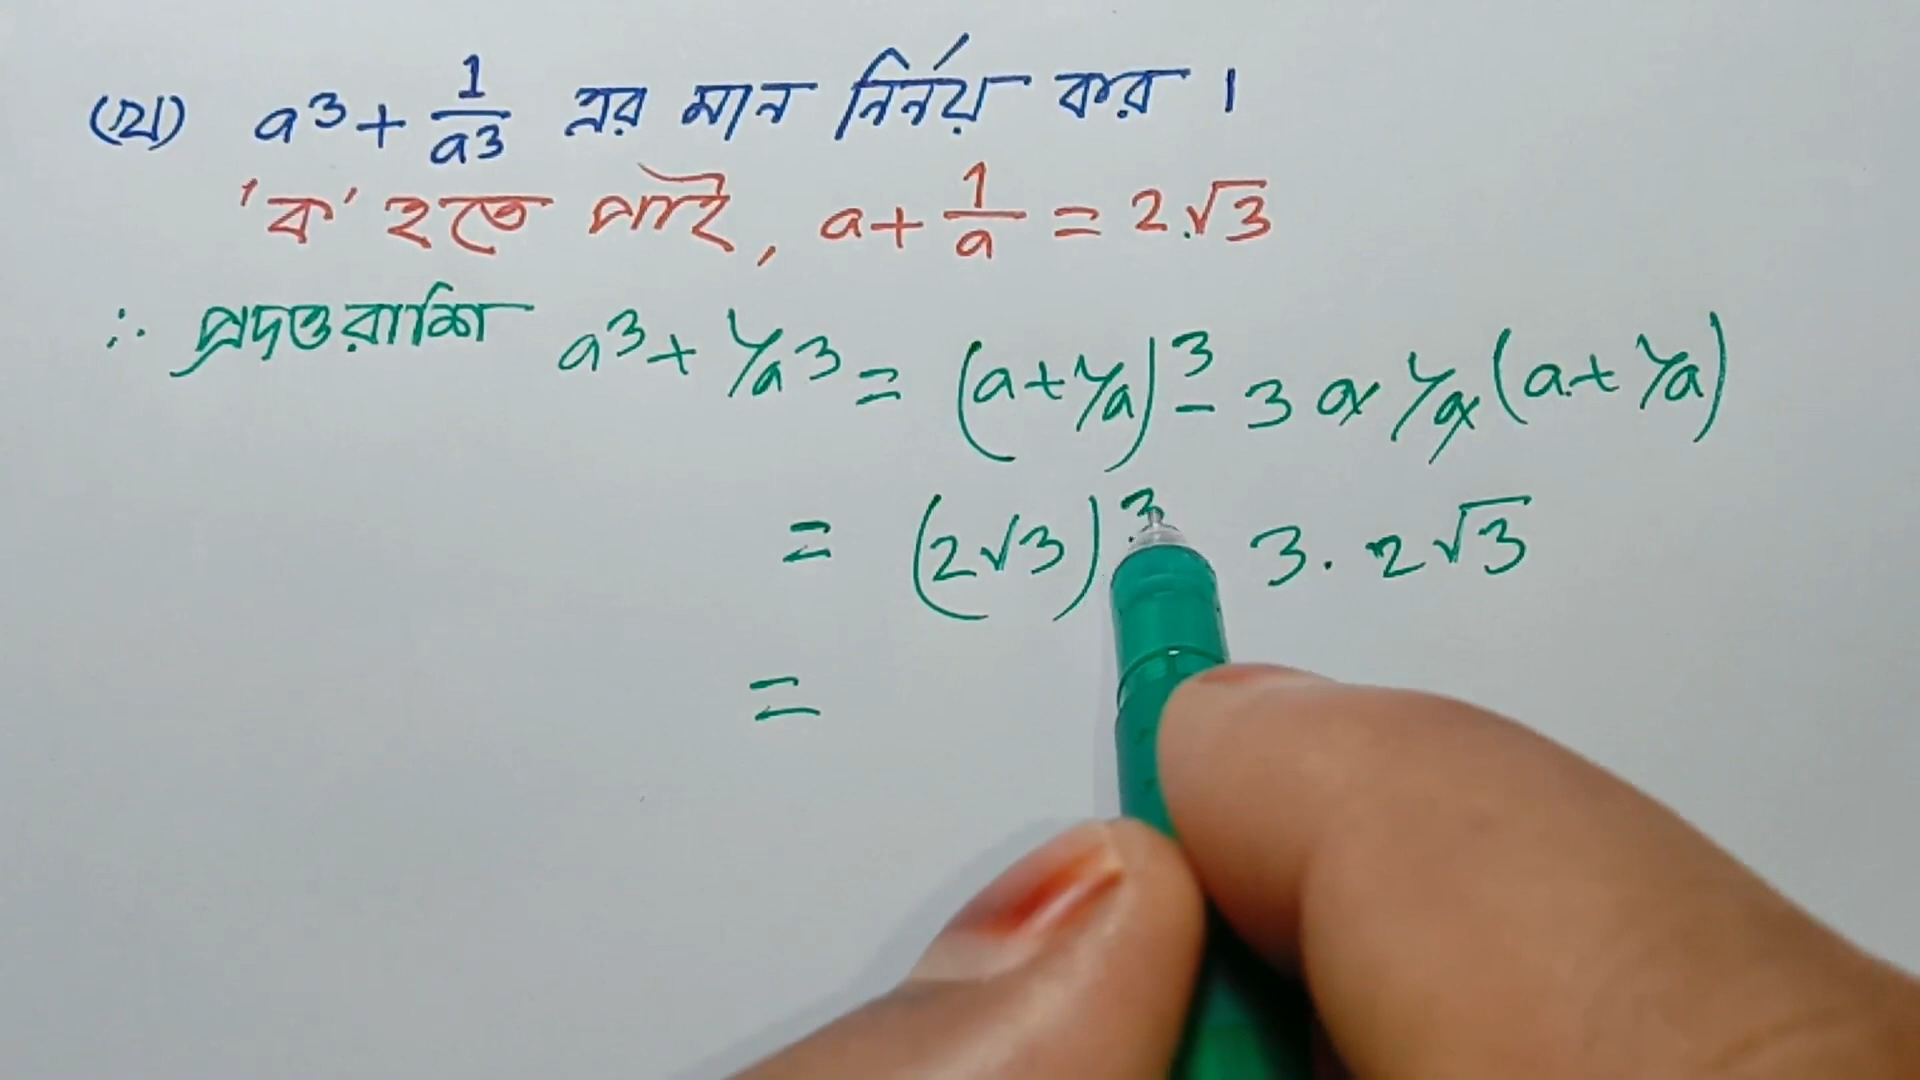 (খ) a³ + 1/a³ এর মান নির্ণয় কর ।
'ক' হতে পাই, a + 1/a = 2.√3
∴ প্রদত্তরাশি a³ + 1/a³ = (a + 1/a)³ - 3 a 1/a (a + 1/a)
= (2√3)³ 3 . 2√3
=